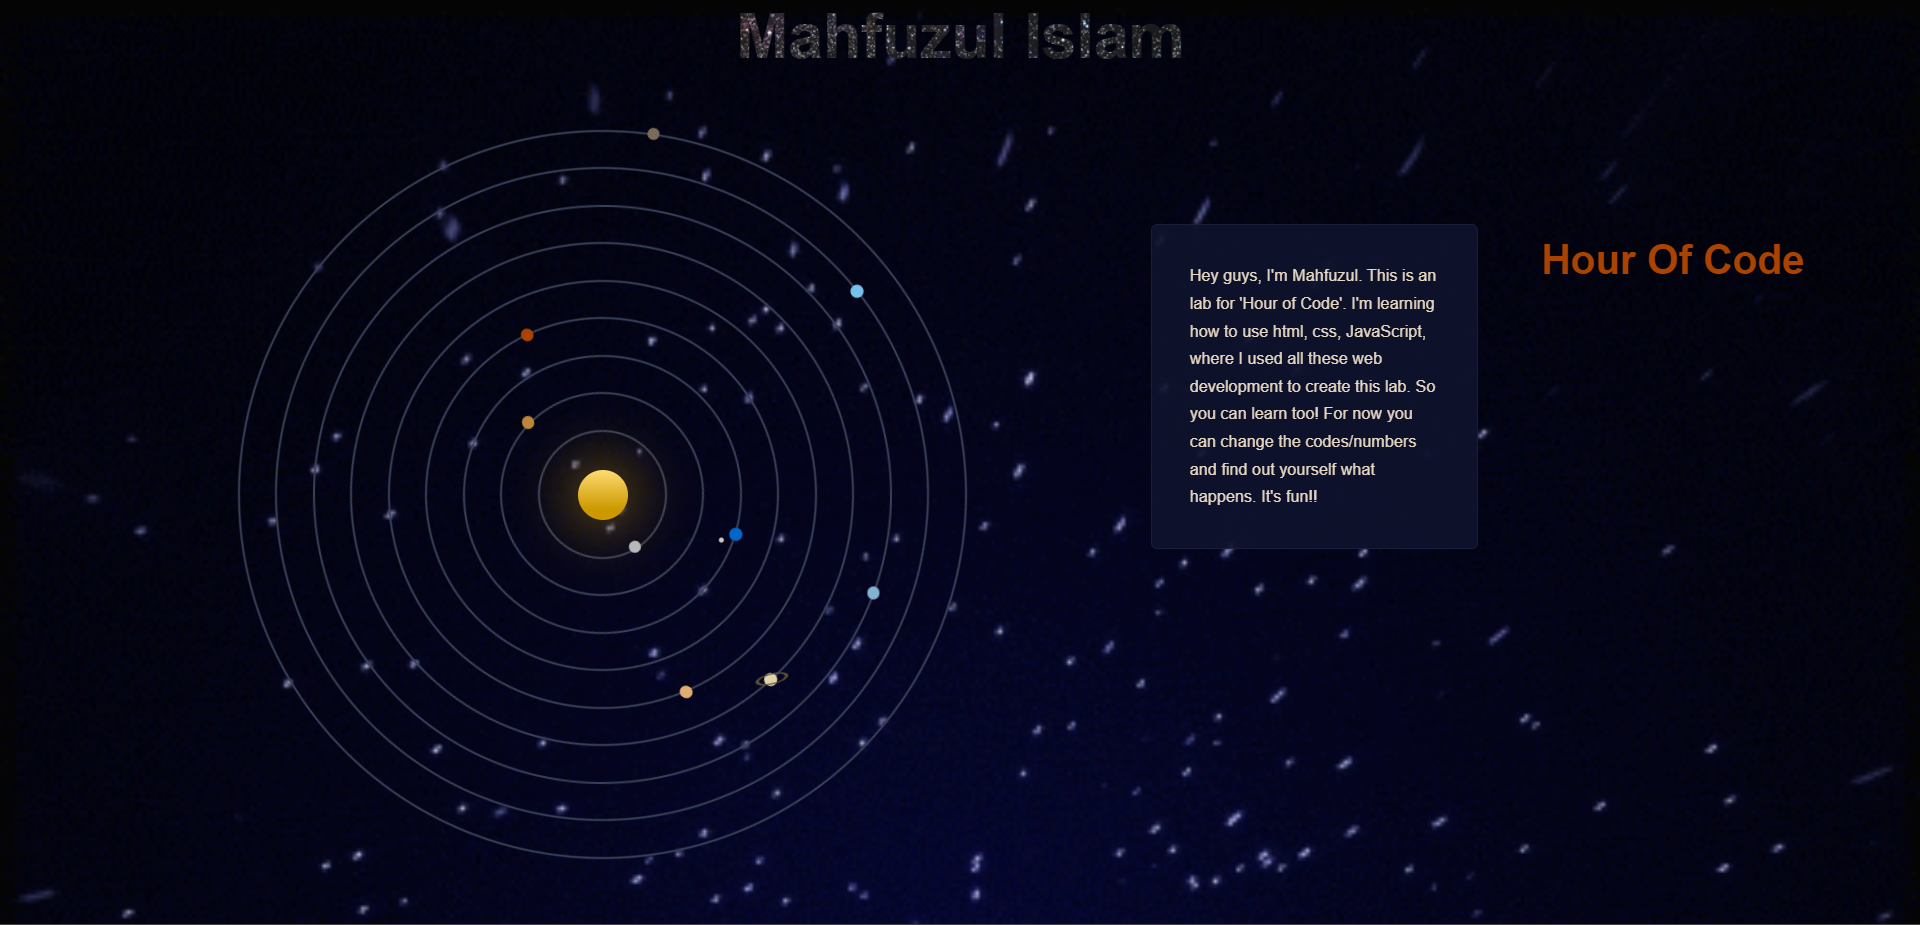 Mahfuzul Islam
Hey guys, I'm Mahfuzul. This is an
lab for 'Hour of Code'. I'm learning
how to use html, css, JavaScript,
where I used all these web
development to create this lab. So
you can learn too! For now you
can change the codes/numbers
and find out yourself what
happens. It's fun!!
Hour Of Code